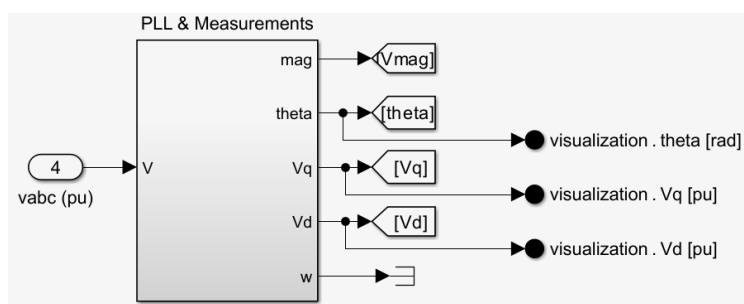 PLL & Measurements
mag
[Vmag]
theta
[theta]
visualization . theta [rad]
4
V
vabc (pu)
Vq
[Vq]
visualization . Vq [pu]
Vd
[Vd]
visualization . Vd [pu]
w